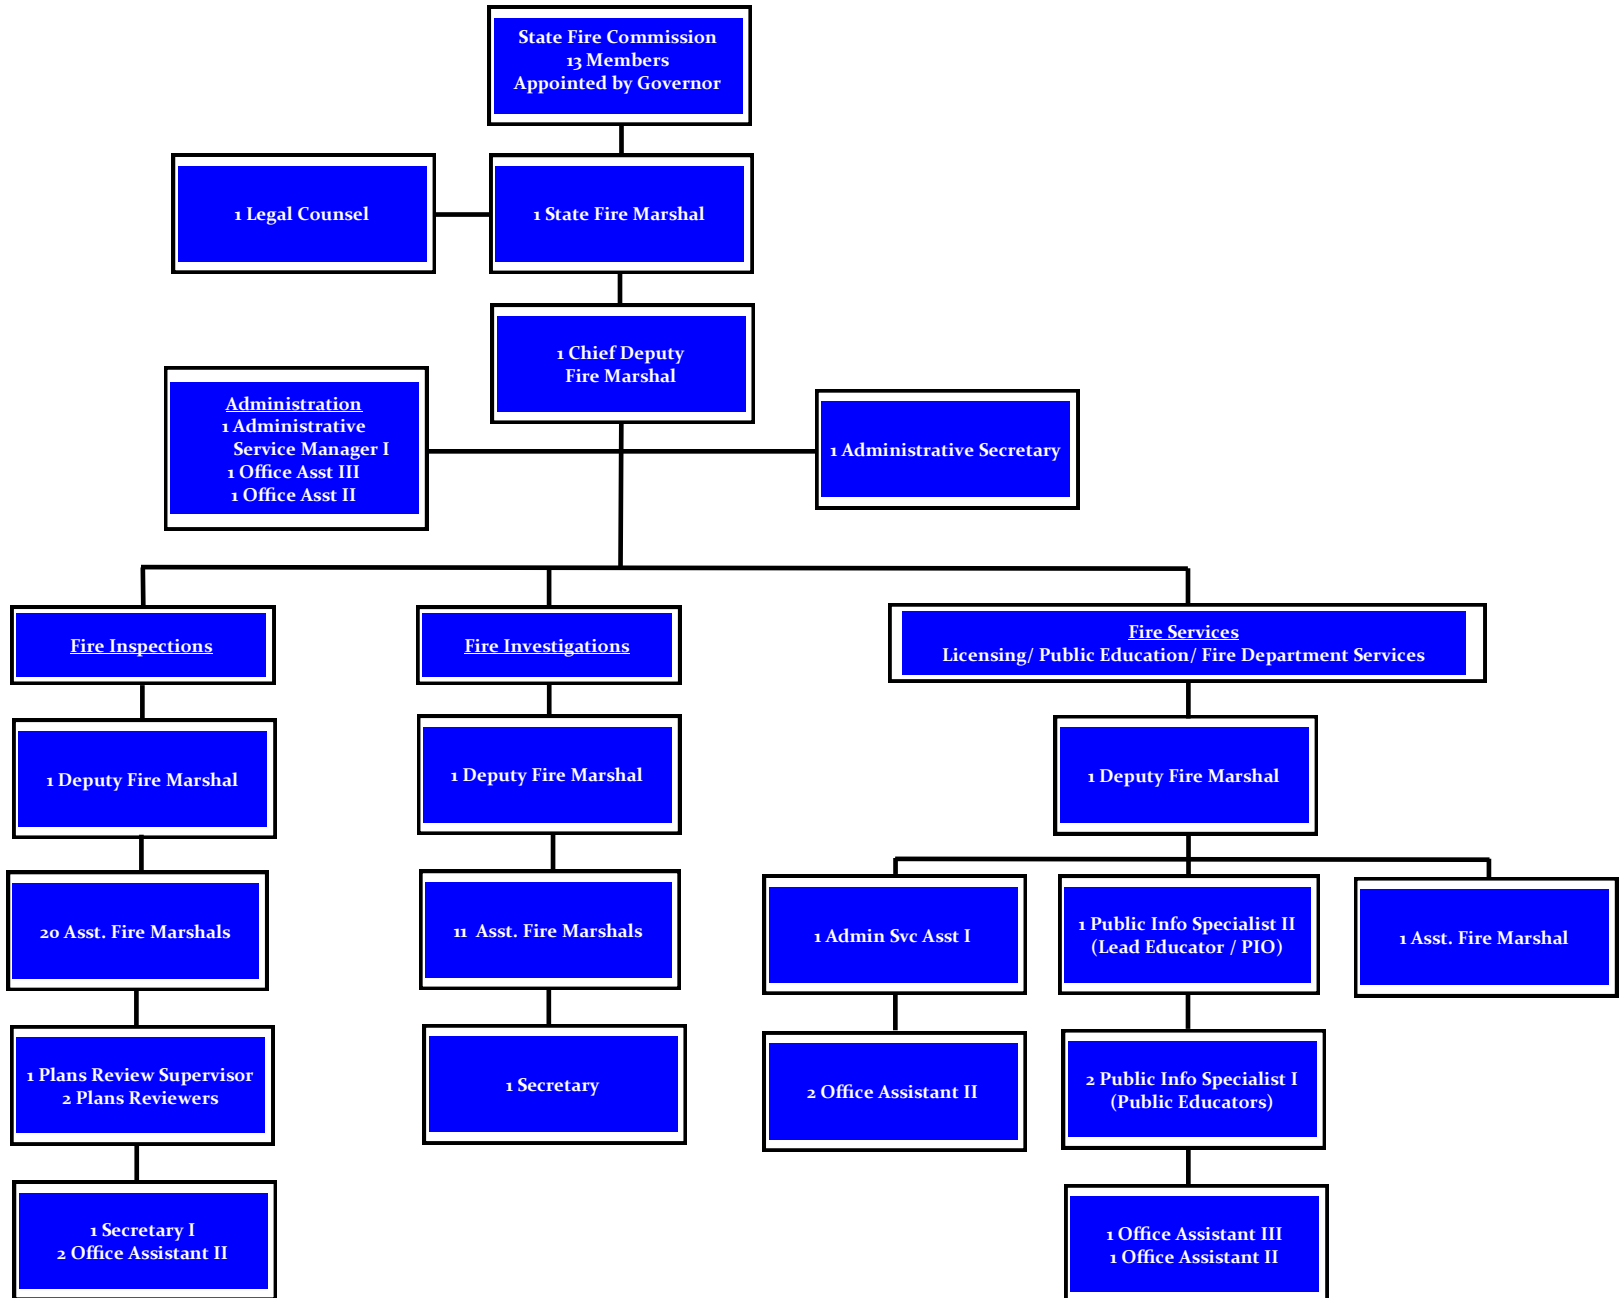 State Fire Commission
13 Members
Appointed by Governor
1 Legal Counsel
1 State Fire Marshal
1 Chief Deputy
Fire Marshal
Administration
1 Administrative
Service Manager I
1 Office Asst III
1 Office Asst II
1 Administrative Secretary
Fire Inspections
Fire Investigations
Fire Services
Licensing/ Public Education/ Fire Department Services
1 Deputy Fire Marshal
1 Deputy Fire Marshal
1 Deputy Fire Marshal
20 Asst. Fire Marshals
11 Asst. Fire Marshals
1 Admin Svc Asst I
1 Public Info Specialist II
(Lead Educator / PIO)
1 Asst. Fire Marshal
1 Plans Review Supervisor
2 Plans Reviewers
1 Secretary
2 Office Assistant II
2 Public Info Specialist I
(Public Educators)
1 Secretary I
2 Office Assistant II
1 Office Assistant III
1 Office Assistant II